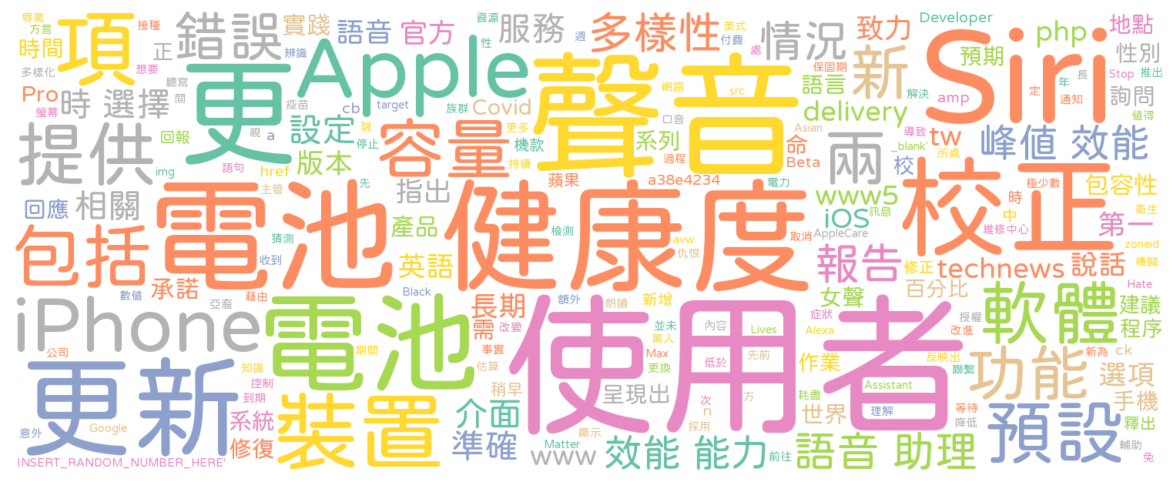 辱罵 方言 接種 項 錯誤 實踐 語音 官方 資源 性 服務 週 美式 付費 處 多樣性 情況 致力 Developer 預期 php 地點 性別
時間 正 辨識 想要 多樣化 聽寫 間 更 Apple 聲音 網路 src 保固期 語言 新 解決 Siri Stop 推出 年 長 定 通知 值得 詢問
Pro 螢幕 時 選擇 疫苗 cb target 族群 Covid 更多 口音 Asian delivery amp
提供 回報 視 a 設定 說 停止 容量 機款 系列 命 Beta 兩 導致 tw _blank' 所處 峰值 效能
img 語句 href 版本 先 主管 持續 蘋果 過程 a38e4234 電力 校 極少數 包容性
回應 相關 電池 健康度 指出 產品 檢測 avw 仇恨 取消 AppleCare www5 iOS 訊息 校正 時 中 維修中心 衛生 第一 zoneid 機關
包括 猜測 收到 英語 報告 修正 百分比 technews 說話
承諾 數值 藉由 亞裔 Black 長期 需 改變 額外 朗讀 新增 女聲 症狀 Alexa 授權 改進 軟體 Hate 建議 程序
iPhone 電池 使用者 並未 黑人 內容 Lives 先前 反映出 聯繫 新為 ck
公司 知識 期間 事實 估算 Max 更換 低於 作業 功能 選項
更新 控制 到期 裝置 稍早 呈現出 Assistant 耗盡 世界 理解 等待 降低 手機 釋出
意外 Google 系統 修復 介面 準確 顯示 Matter 次 n 採用 方 預設 輔助 免
INSERT_RANDOM_NUMBER_HERE' www 效能 能力 前往 語音 助理